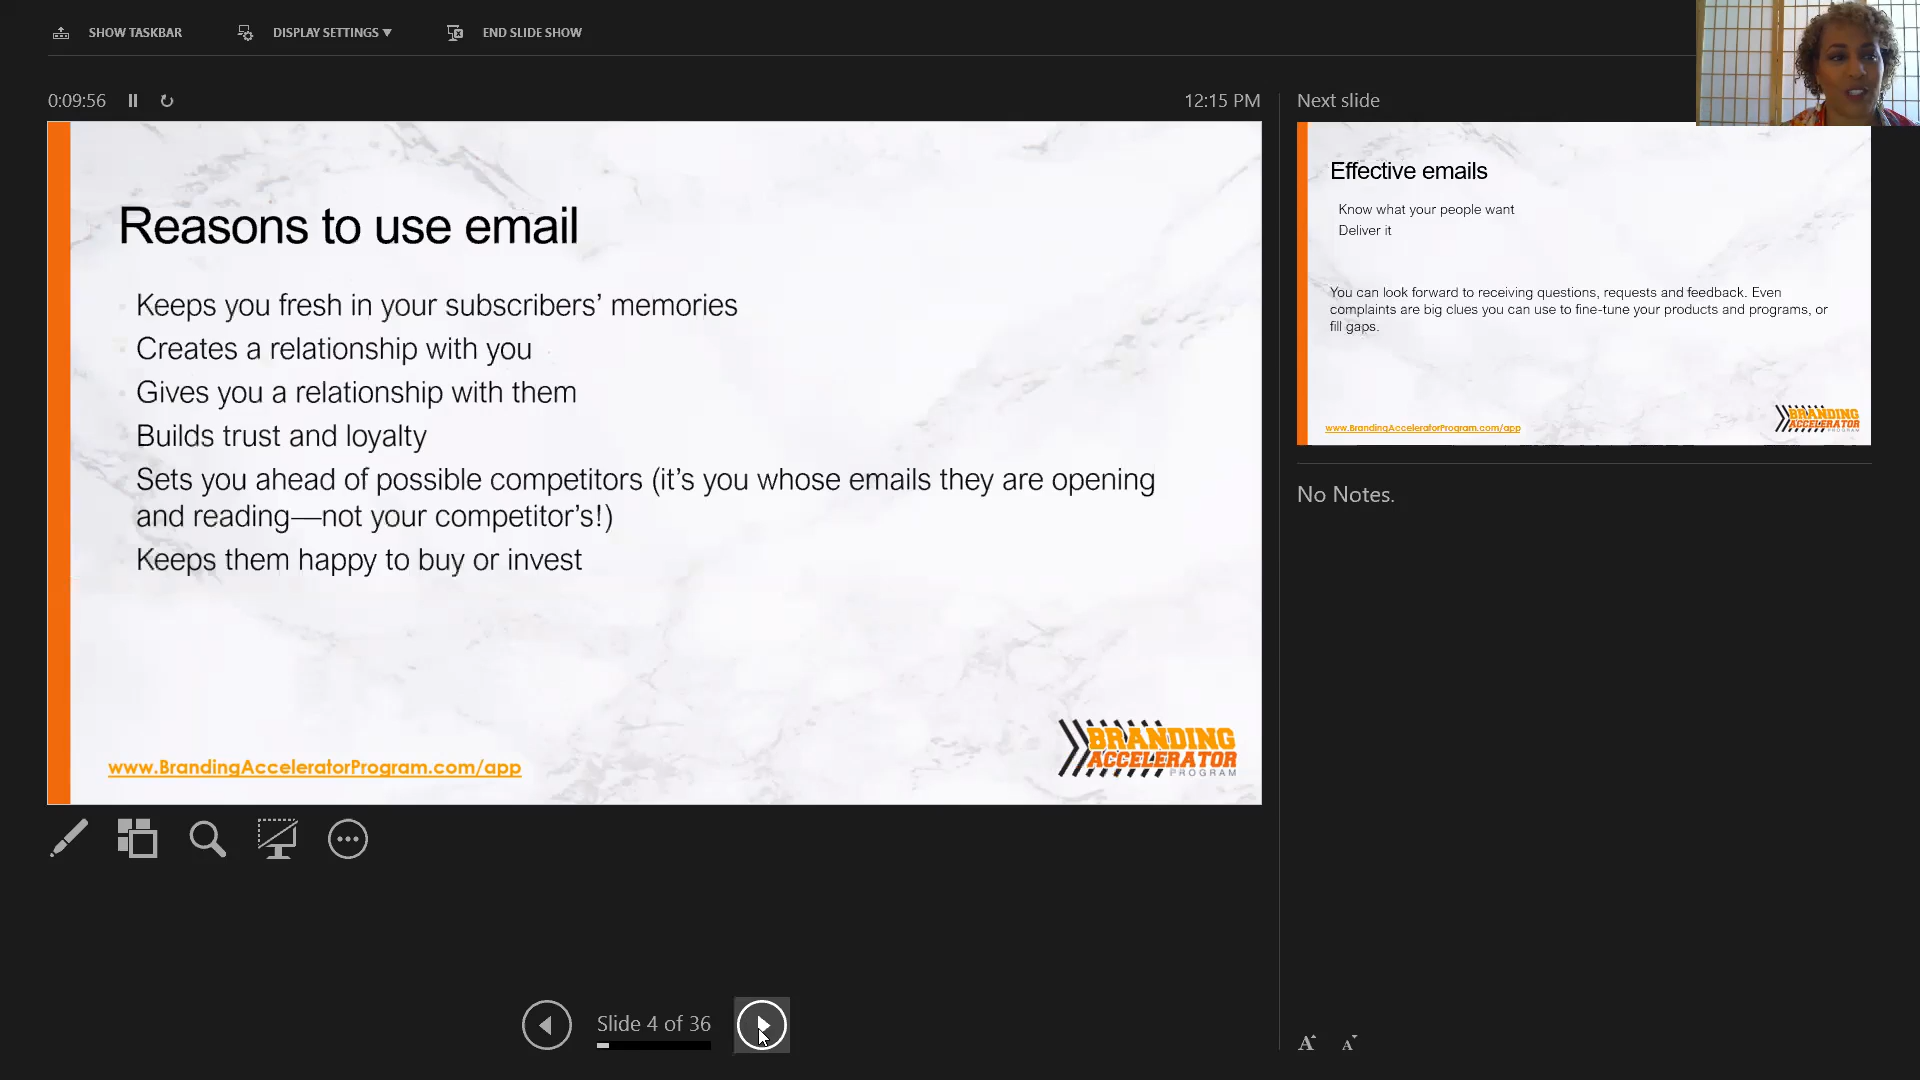 SHOW TASKBAR
DISPLAY SETTINGS ▼
END SLIDE SHOW
0:09:56
12:15 PM
Next slide
Reasons to use email
Keeps you fresh in your subscribers’ memories
Creates a relationship with you
Gives you a relationship with them
Builds trust and loyalty
Sets you ahead of possible competitors (it’s you whose emails they are opening
and reading—not your competitor’s!)
Keeps them happy to buy or invest
www.BrandingAcceleratorProgram.com/app
BRANDING
ACCELERATOR
PROGRAM
Effective emails
Know what your people want
Deliver it
You can look forward to receiving questions, requests and feedback. Even
complaints are big clues you can use to fine-tune your products and programs, or
fill gaps.
www.BrandingAcceleratorProgram.com/app
BRANDING
ACCELERATOR
PROGRAM
No Notes.
Slide 4 of 36
A A